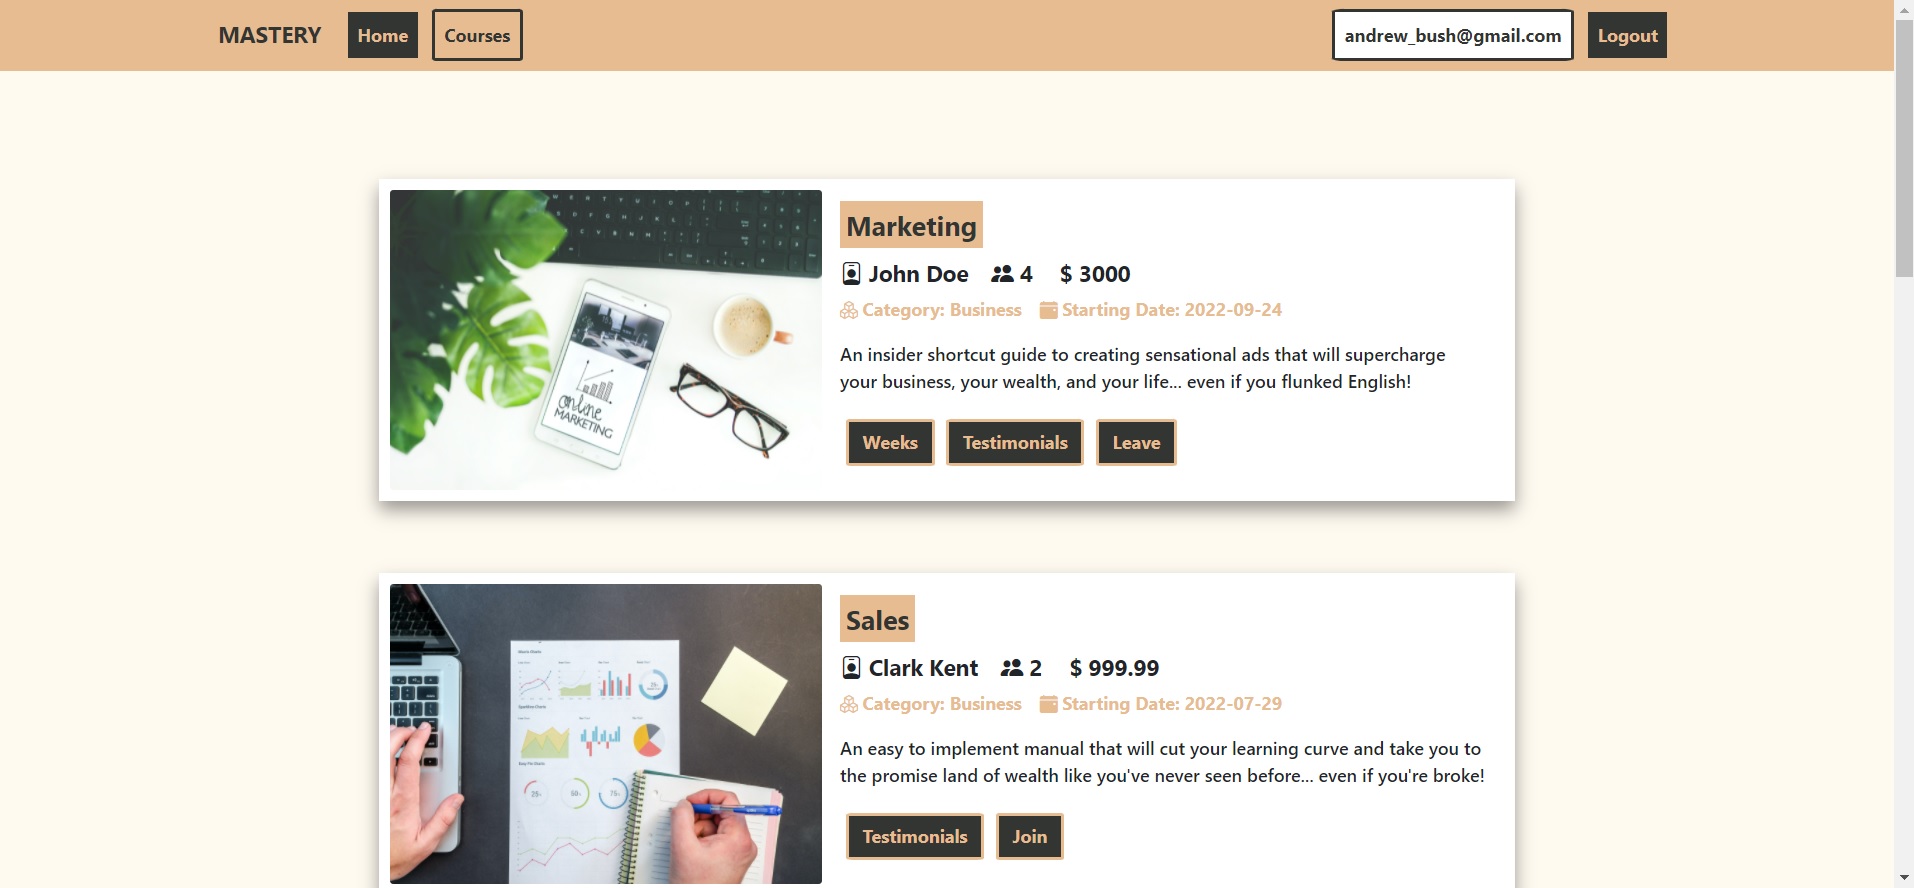 MASTERY Home Courses andrew_bush@gmail.com Logout
Marketing
John Doe 4 $ 3000
Category: Business Starting Date: 2022-09-24
An insider shortcut guide to creating sensational ads that will supercharge
your business, your wealth, and your life... even if you flunked English!
Weeks Testimonials Leave
online
MARKETING
Sales
Clark Kent 2 $ 999.99
Category: Business Starting Date: 2022-07-29
An easy to implement manual that will cut your learning curve and take you to
the promise land of wealth like you've never seen before... even if you're broke!
Testimonials Join